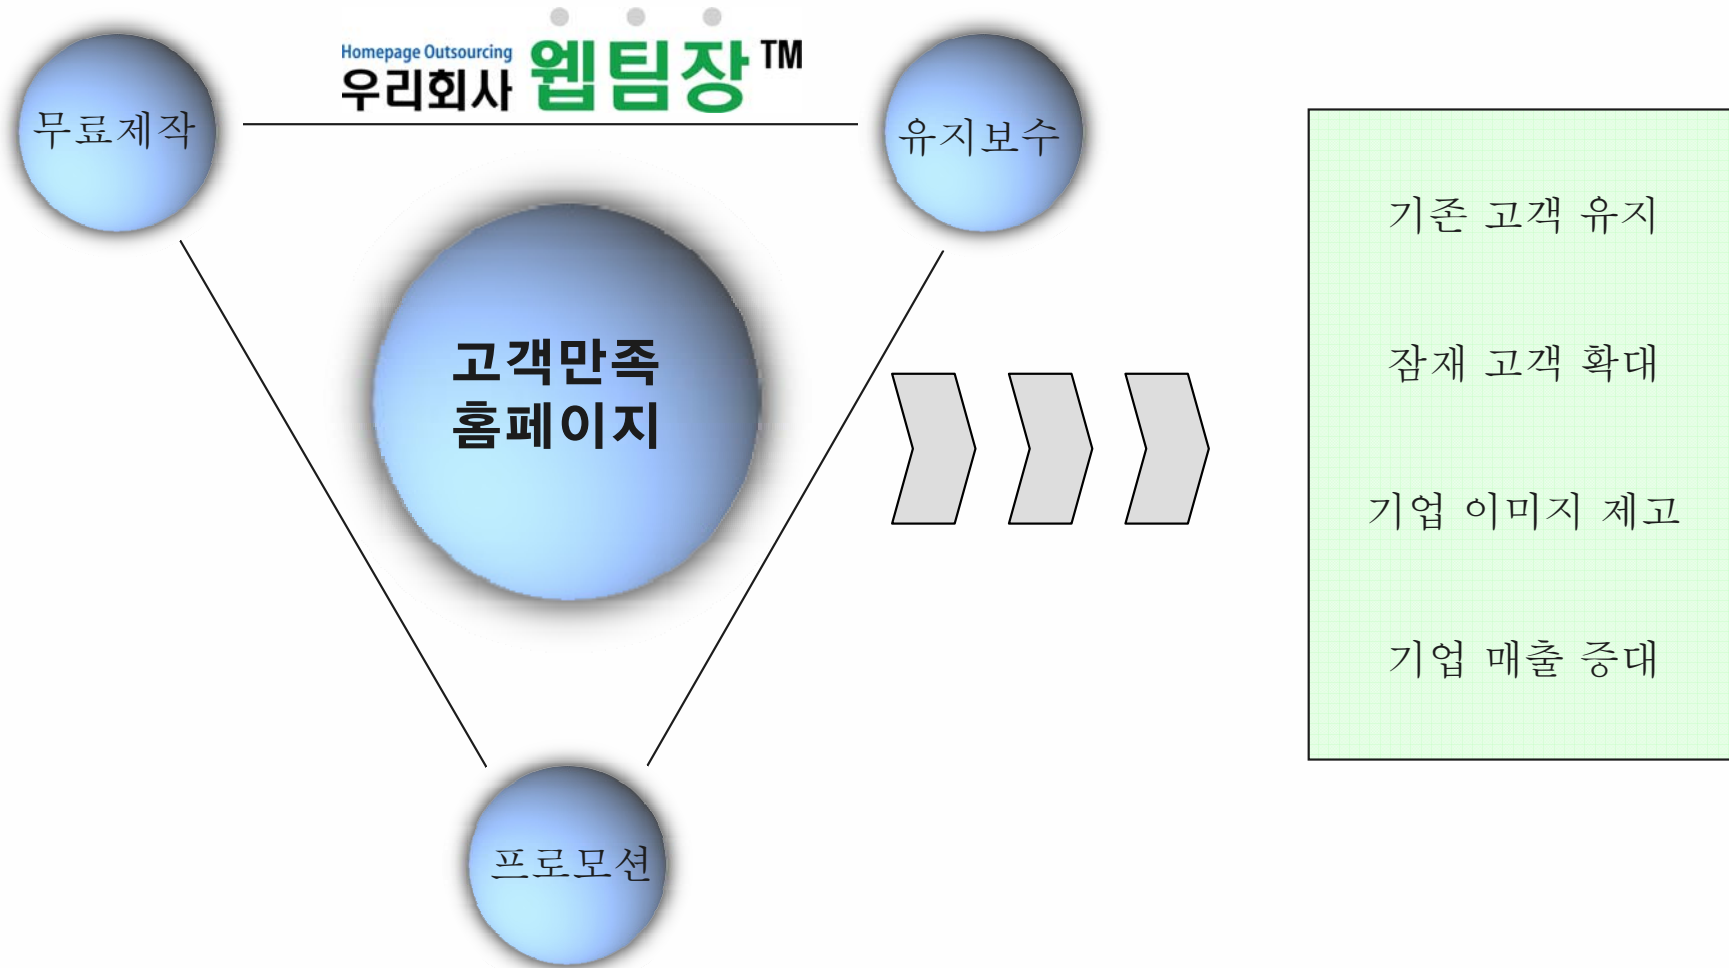 Homepage Outsourcing
우리회사 웹팀장 TM
무료제작
유지보수
고객만족
홈페이지
프로모션
기존 고객 유지
잠재 고객 확대
기업 이미지 제고
기업 매출 증대